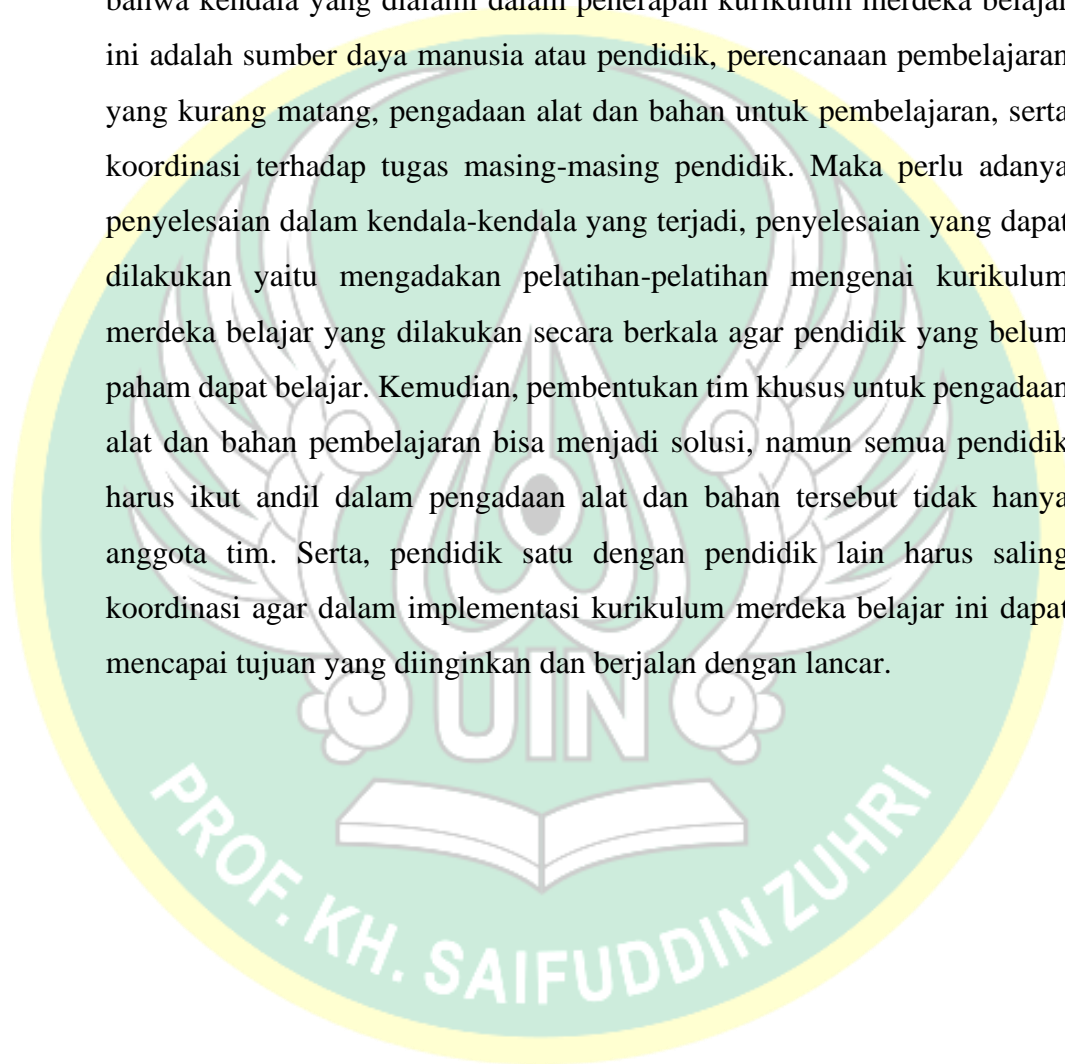 bahwa kendala yang dialami dalam penerapan kurikulum merdeka belajar
ini adalah sumber daya manusia atau pendidik, perencanaan pembelajaran
yang kurang matang, pengadaan alat dan bahan untuk pembelajaran, serta
koordinasi terhadap tugas masing-masing pendidik. Maka perlu adanya
penyelesaian dalam kendala-kendala yang terjadi, penyelesaian yang dapat
dilakukan yaitu mengadakan pelatihan-pelatihan mengenai kurikulum
merdeka belajar yang dilakukan secara berkala agar pendidik yang belum
paham dapat belajar. Kemudian, pembentukan tim khusus untuk pengadaan
alat dan bahan pembelajaran bisa menjadi solusi, namun semua pendidik
harus ikut andil dalam pengadaan alat dan bahan tersebut tidak hanya
anggota tim. Serta, pendidik satu dengan pendidik lain harus saling
koordinasi agar dalam implementasi kurikulum merdeka belajar ini dapat
mencapai tujuan yang diinginkan dan berjalan dengan lancar.
UIN
PROF. KH. SAIFUDDIN ZUHRI